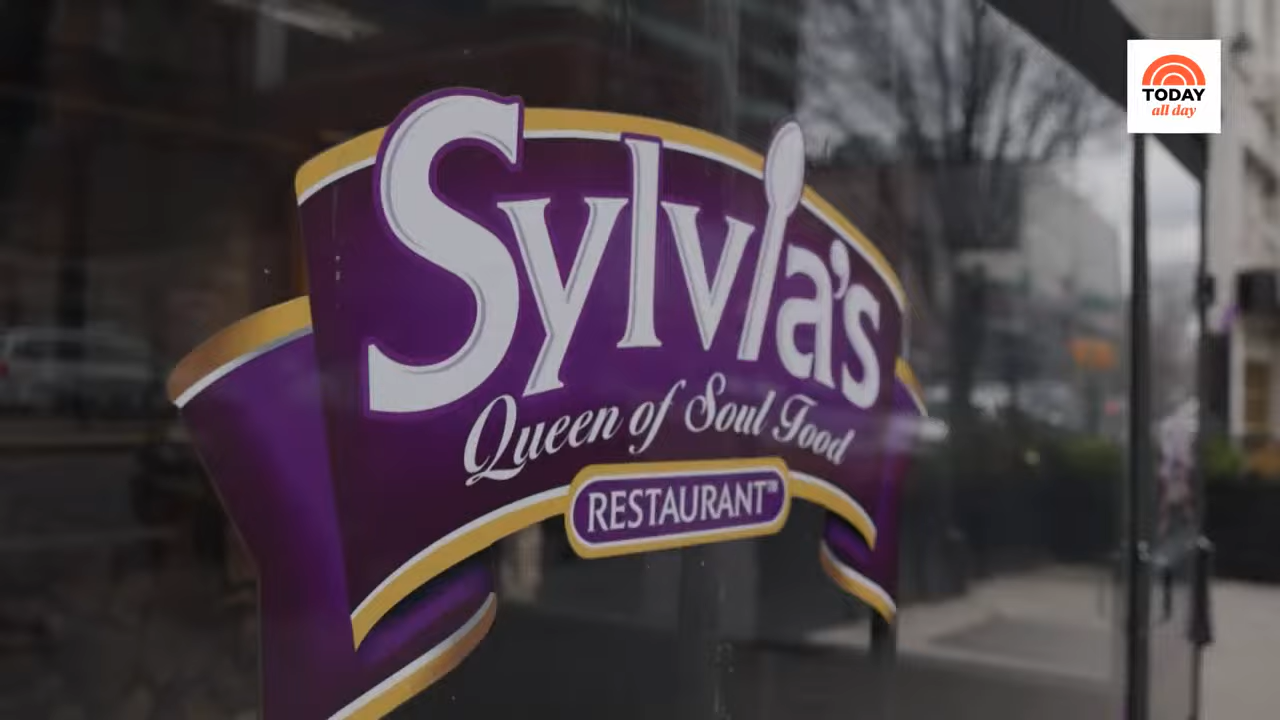 TODAY
all day
Sylvia's
Queen of Soul Food
RESTAURANT™